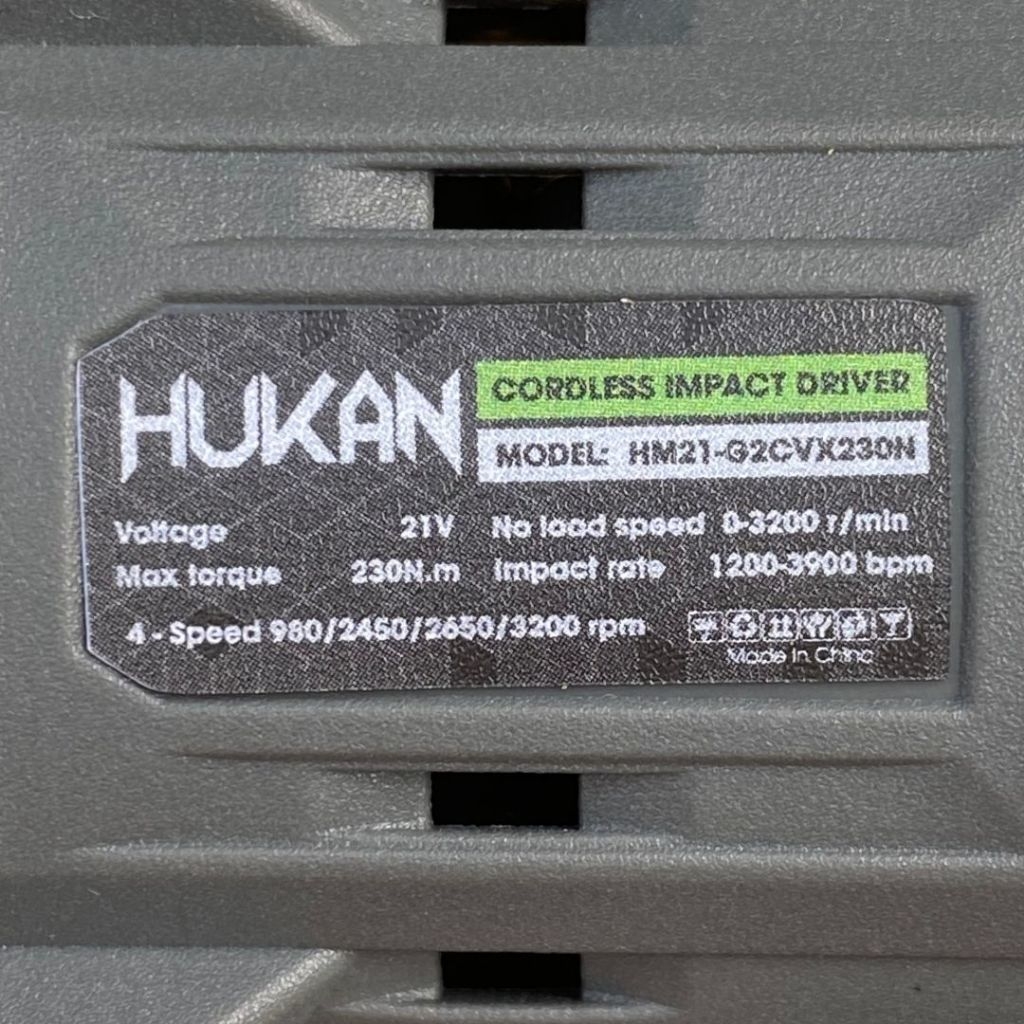 HUKAN
CORDLESS IMPACT DRIVER
MODEL: HM21-G2CVX230N
Voltage 21V No load speed 0-3200 r/min
Max torque 230N.m Impact rate 1200-3900 bpm
4 - Speed 980/2450/2650/3200 rpm
Made In China